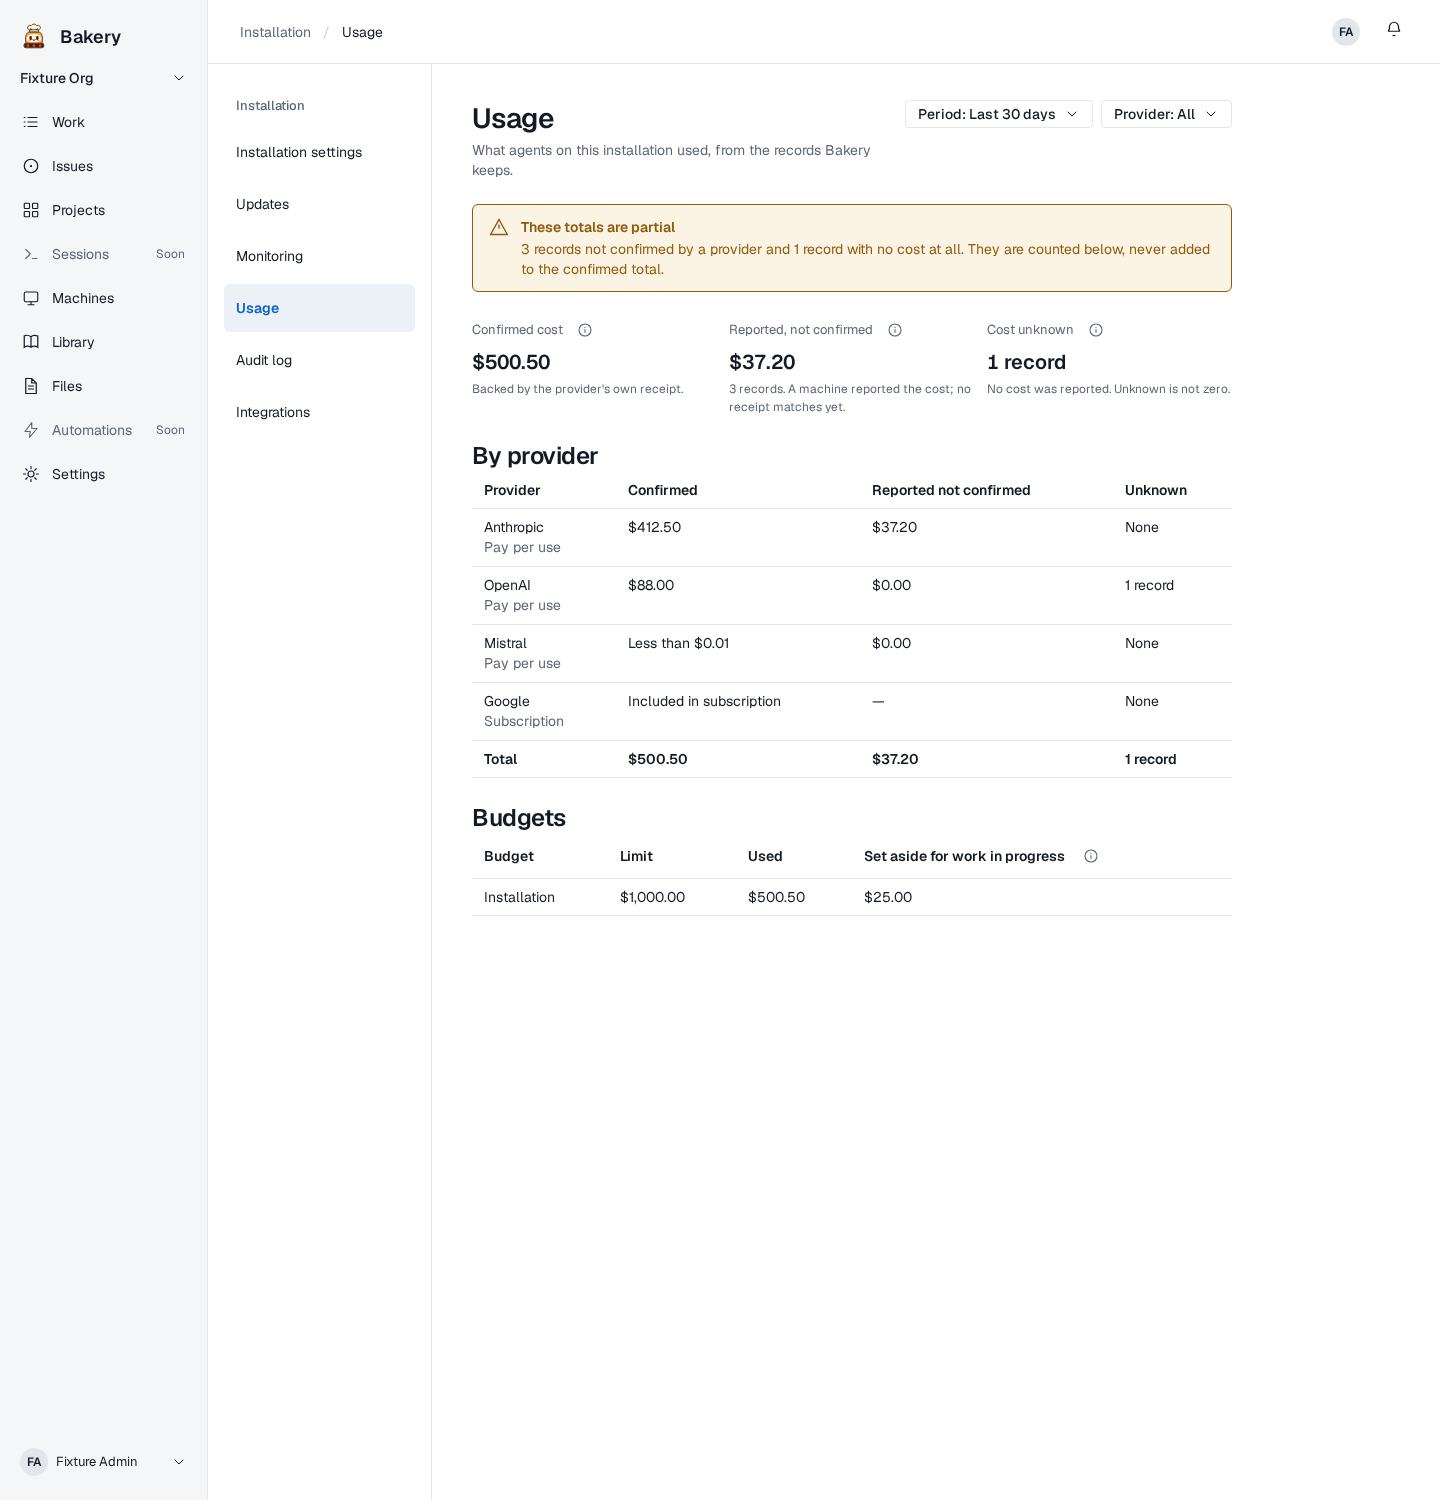 Bakery
Fixture Org
Work
Issues
Projects
Sessions Soon
Machines
Library
Files
Automations Soon
Settings
FA Fixture Admin
Installation / Usage
FA
Installation
Installation settings
Updates
Monitoring
Usage
Audit log
Integrations
Usage
Period: Last 30 days
Provider: All
What agents on this installation used, from the records Bakery
keeps.
These totals are partial
3 records not confirmed by a provider and 1 record with no cost at all. They are counted below, never added
to the confirmed total.
Confirmed cost
$500.50
Backed by the provider's own receipt.
Reported, not confirmed
$37.20
3 records. A machine reported the cost; no
receipt matches yet.
Cost unknown
1 record
No cost was reported. Unknown is not zero.
By provider
Provider Confirmed Reported not confirmed Unknown
Anthropic $412.50 $37.20 None
Pay per use
OpenAI $88.00 $0.00 1 record
Pay per use
Mistral Less than $0.01 $0.00 None
Pay per use
Google Included in subscription — None
Subscription
Total $500.50 $37.20 1 record
Budgets
Budget Limit Used Set aside for work in progress
Installation $1,000.00 $500.50 $25.00